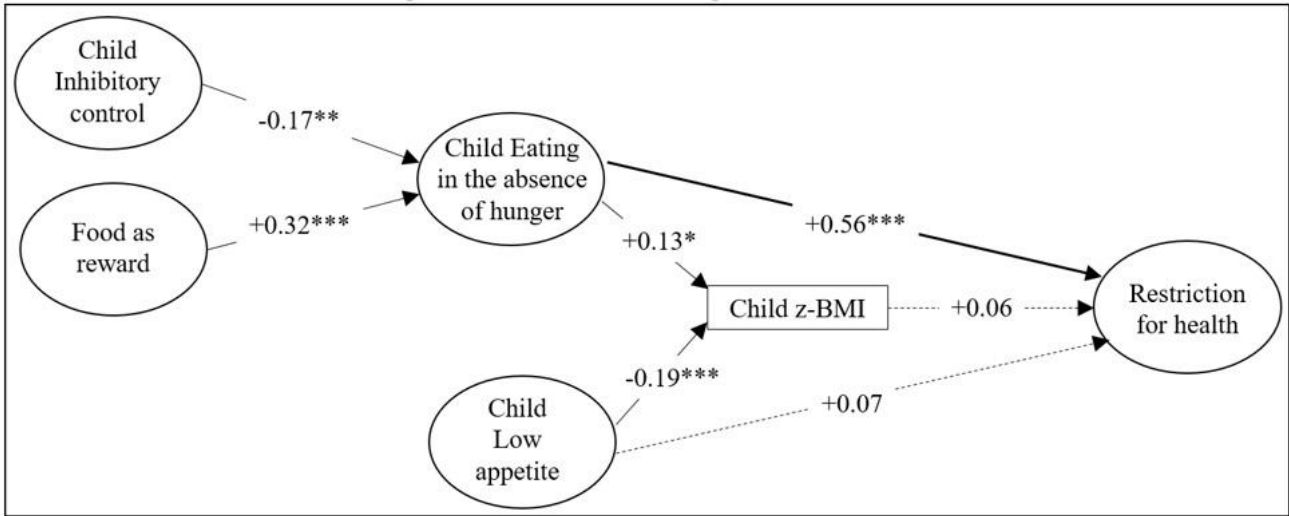 Child
Inhibitory
control
-0.17**
Food as
reward
+0.32***
Child Eating
in the absence
of hunger
+0.56***
+0.13*
Child z-BMI
+0.06
Restriction
for health
-0.19***
Child
Low
appetite
+0.07